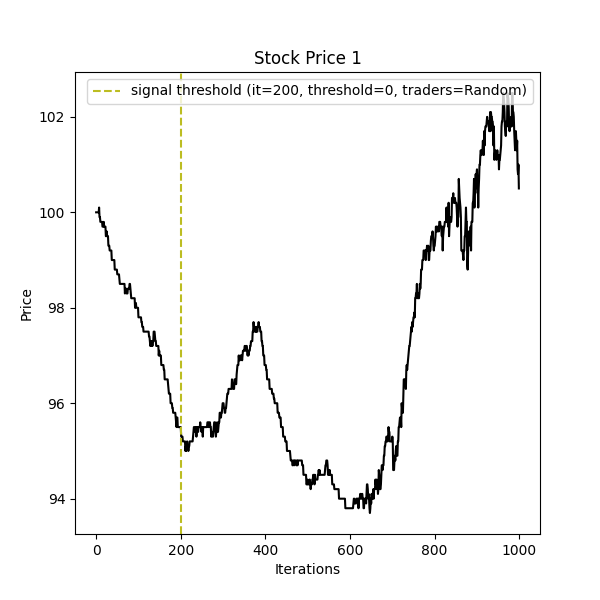 Stock Price 1
signal threshold (it=200, threshold=0, traders=Random)
102
100
98
96
94
Price
0 200 400 600 800 1000
Iterations